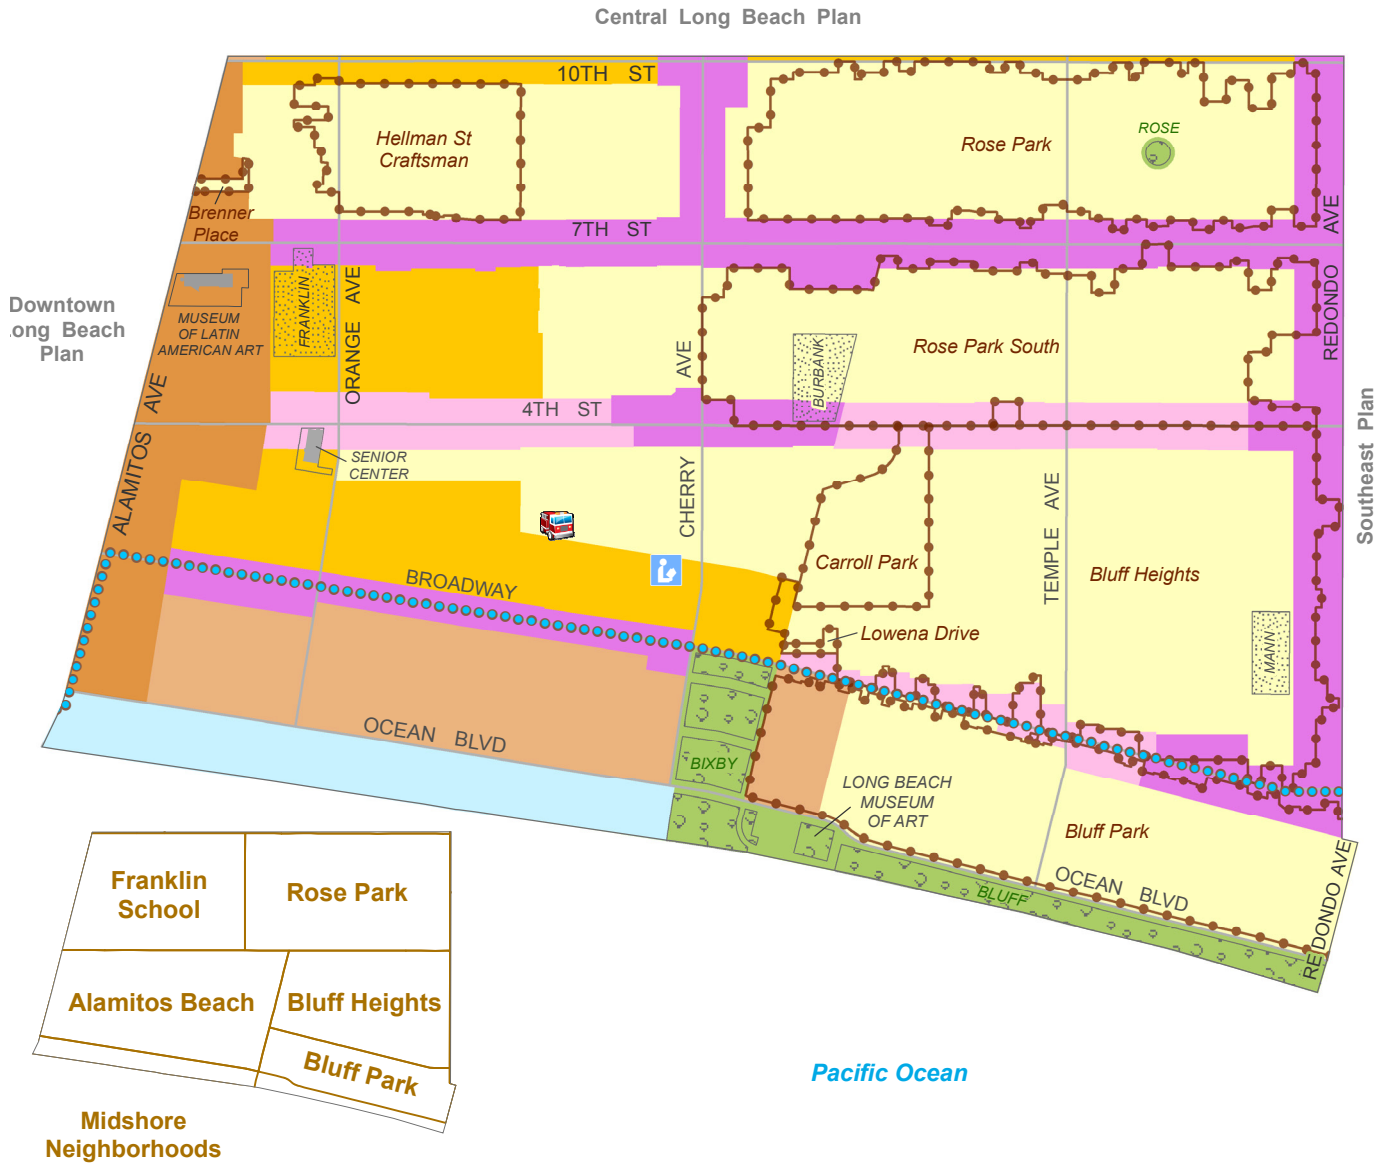 Central Long Beach Plan
10TH ST
Hellman St
Craftsman
Rose Park
ROSE
Brenner
Place
7TH ST
AVE
REDONDO
MUSEUM
OF LATIN
AMERICAN ART
FRANKLIN
ORANGE AVE
Downtown
ong Beach
Plan
Rose Park South
BURBANK
CHERRY AVE
4TH ST
ALAMITOS AVE
SENIOR
CENTER
Southeast Plan
TEMPLE AVE
Carroll Park
Bluff Heights
BROADWAY
Lowena Drive
MANN
OCEAN BLVD
BIXBY
LONG BEACH
MUSEUM
OF ART
Bluff Park
OCEAN BLVD
BLUFF
REDONDO AVE
Franklin
School
Rose Park
Alamitos Beach
Bluff Heights
Bluff Park
Pacific Ocean
Midshore
Neighborhoods